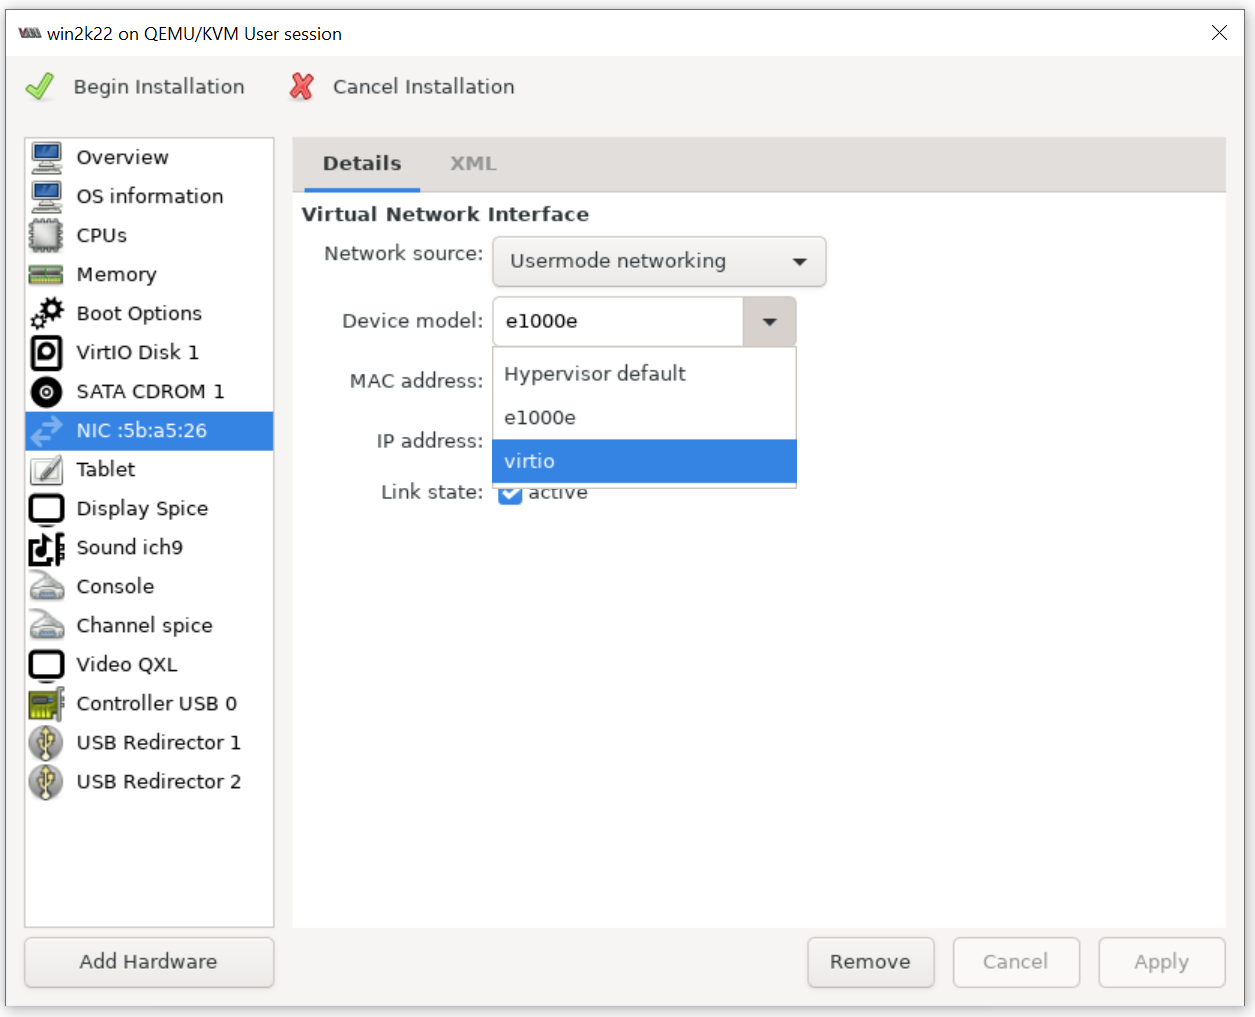 win2k22 on QEMU/KVM User session
Begin Installation
Cancel Installation
Overview
OS information
CPUs
Memory
Boot Options
VirtIO Disk 1
SATA CDROM 1
NIC :5b:a5:26
Tablet
Display Spice
Sound ich9
Console
Channel spice
Video QXL
Controller USB 0
USB Redirector 1
USB Redirector 2
Add Hardware
Details
XML
Virtual Network Interface
Network source: Usermode networking
Device model: e1000e
Hypervisor default
e1000e
virtio
MAC address:
IP address:
Link state: active
Remove
Cancel
Apply